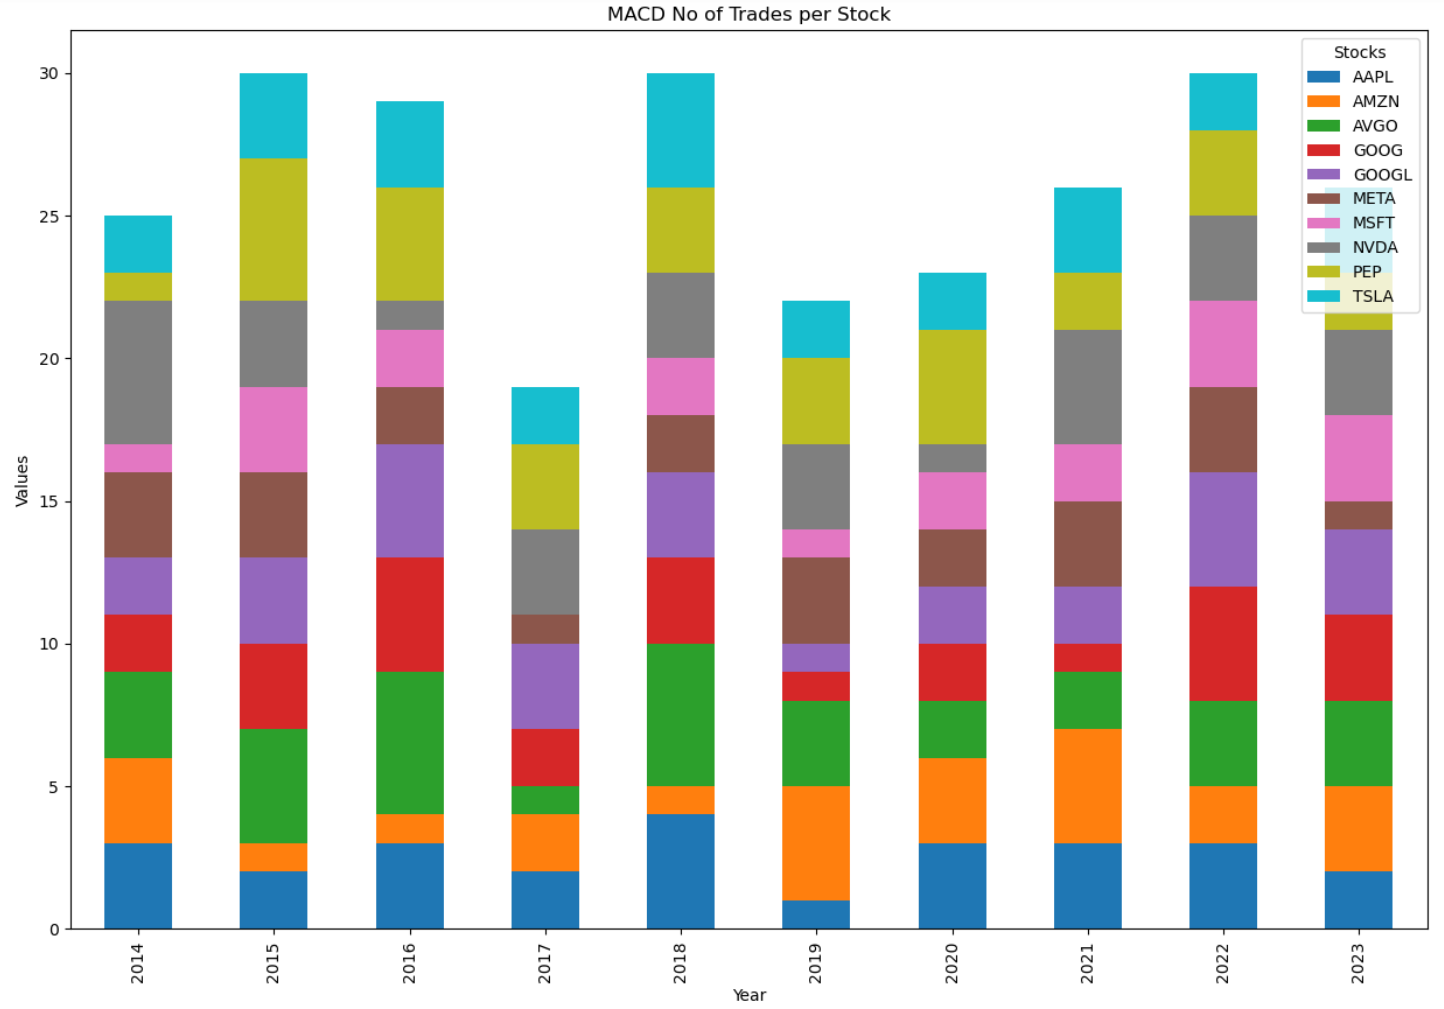 MACD No of Trades per Stock
Stocks
AAPL
AMZN
AVGO
GOOG
GOOGL
META
MSFT
NVDA
PEP
TSLA
Values
30
25
20
15
10
5
0
2014
2015
2016
2017
2018
2019
2020
2021
2022
2023
Year